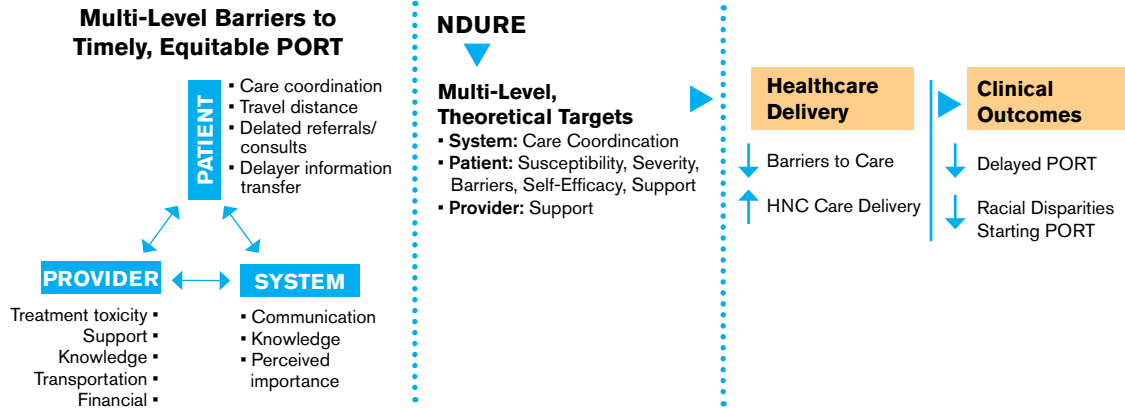 Multi-Level Barriers to
Timely, Equitable PORT
PATIENT
▪ Care coordination
▪ Travel distance
▪ Delated referrals/
consults
▪ Delayer information
transfer
PROVIDER
Treatment toxicity ▪
Support ▪
Knowledge ▪
Transportation ▪
Financial ▪
SYSTEM
▪ Communication
▪ Knowledge
▪ Perceived
importance
NDURE
Multi-Level,
Theoretical Targets
▪ System: Care Coordincation
▪ Patient: Susceptibility, Severity,
Barriers, Self-Efficacy, Support
▪ Provider: Support
Healthcare
Delivery
Barriers to Care
HNC Care Delivery
Clinical
Outcomes
Delayed PORT
Racial Disparities
Starting PORT